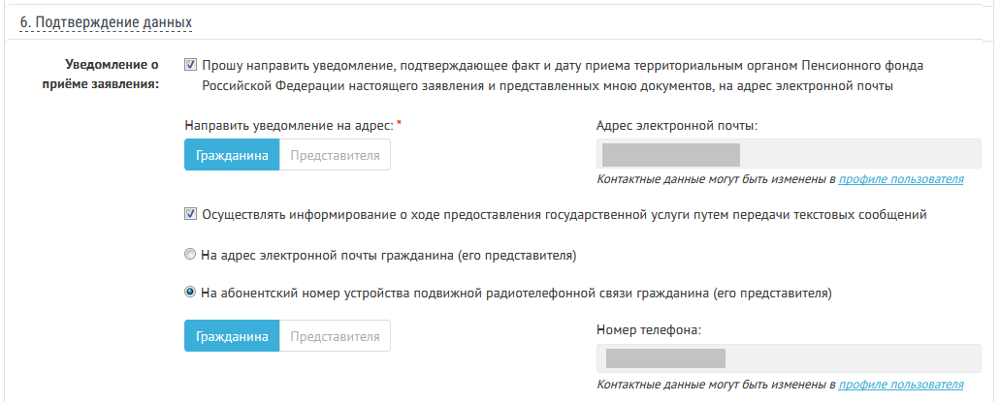 6. Подтверждение данных
Уведомление о
приёме заявления:
Прошу направить уведомление, подтверждающее факт и дату приема территориальным органом Пенсионного фонда
Российской Федерации настоящего заявления и представленных мною документов, на адрес электронной почты
Направить уведомление на адрес: *
Адрес электронной почты:
Гражданина Представителя
Контактные данные могут быть изменены в профиле пользователя
Осуществлять информирование о ходе предоставления государственной услуги путем передачи текстовых сообщений
На адрес электронной почты гражданина (его представителя)
На абонентский номер устройства подвижной радиотелефонной связи гражданина (его представителя)
Гражданина Представителя
Номер телефона:
Контактные данные могут быть изменены в профиле пользователя